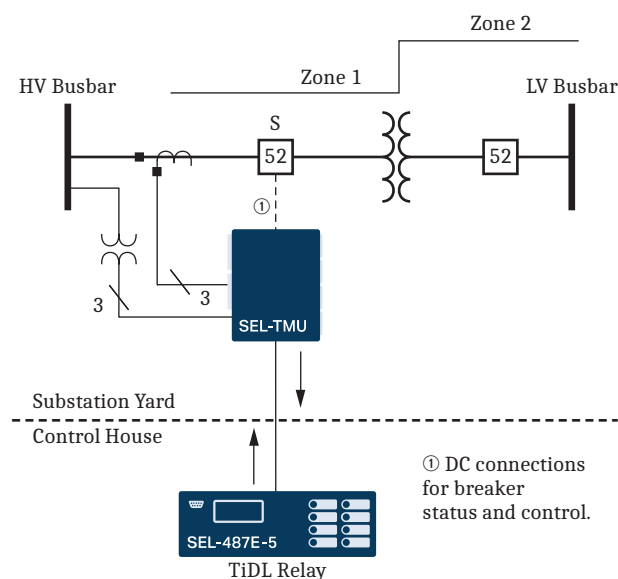 Zone 2
Zone 1
HV Busbar
LV Busbar
S
52
52
①
3
3
SEL-TMU
Substation Yard
Control House
① DC connections
for breaker
status and control.
SEL-487E-5
TiDL Relay